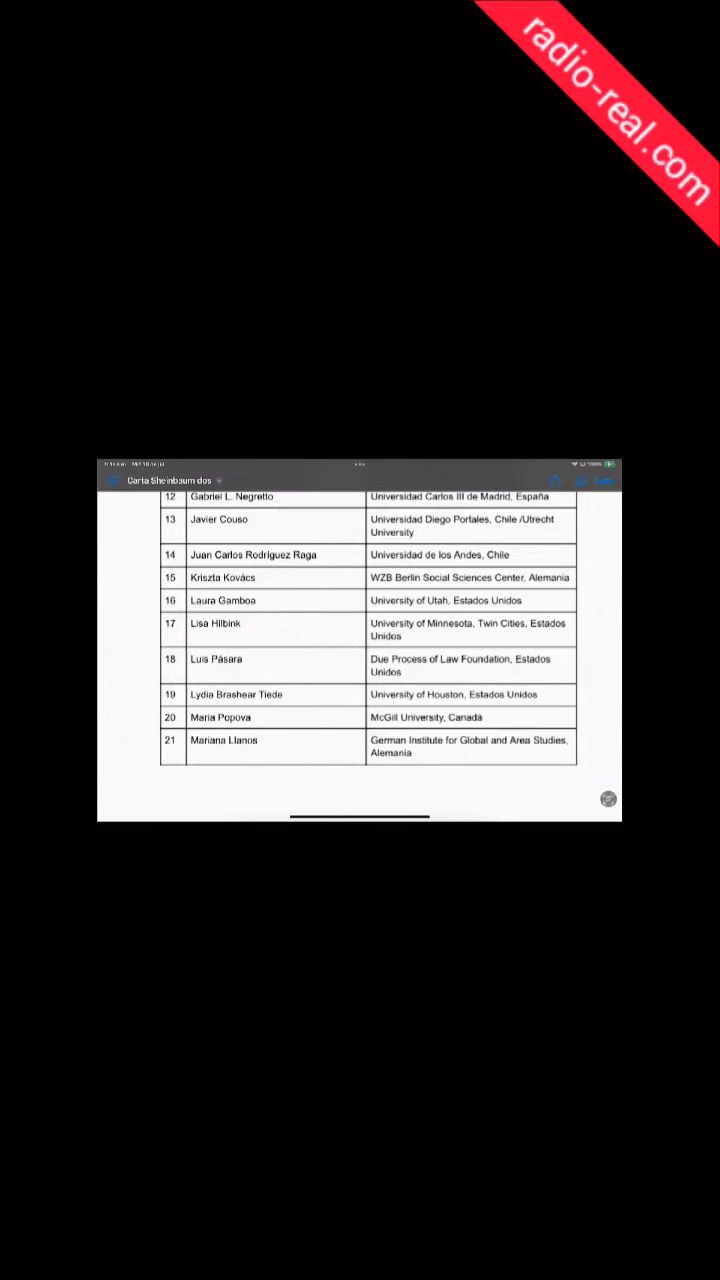 radio-real.com
100%
Carta Sheinbaum dos
12 Gabriel L. Negretto Universidad Carlos III de Madrid, España
13 Javier Couso Universidad Diego Portales, Chile /Utrecht
University
14 Juan Carlos Rodríguez Raga Universidad de los Andes, Chile
15 Kriszta Kovács WZB Berlin Social Sciences Center, Alemania
16 Laura Gamboa University of Utah, Estados Unidos
17 Lisa Hilbink University of Minnesota, Twin Cities, Estados
Unidos
18 Luis Pásara Due Process of Law Foundation, Estados
Unidos
19 Lydia Brashear Tiede University of Houston, Estados Unidos
20 Maria Popova McGill University, Canadá
21 Mariana Llanos German Institute for Global and Area Studies,
Alemania